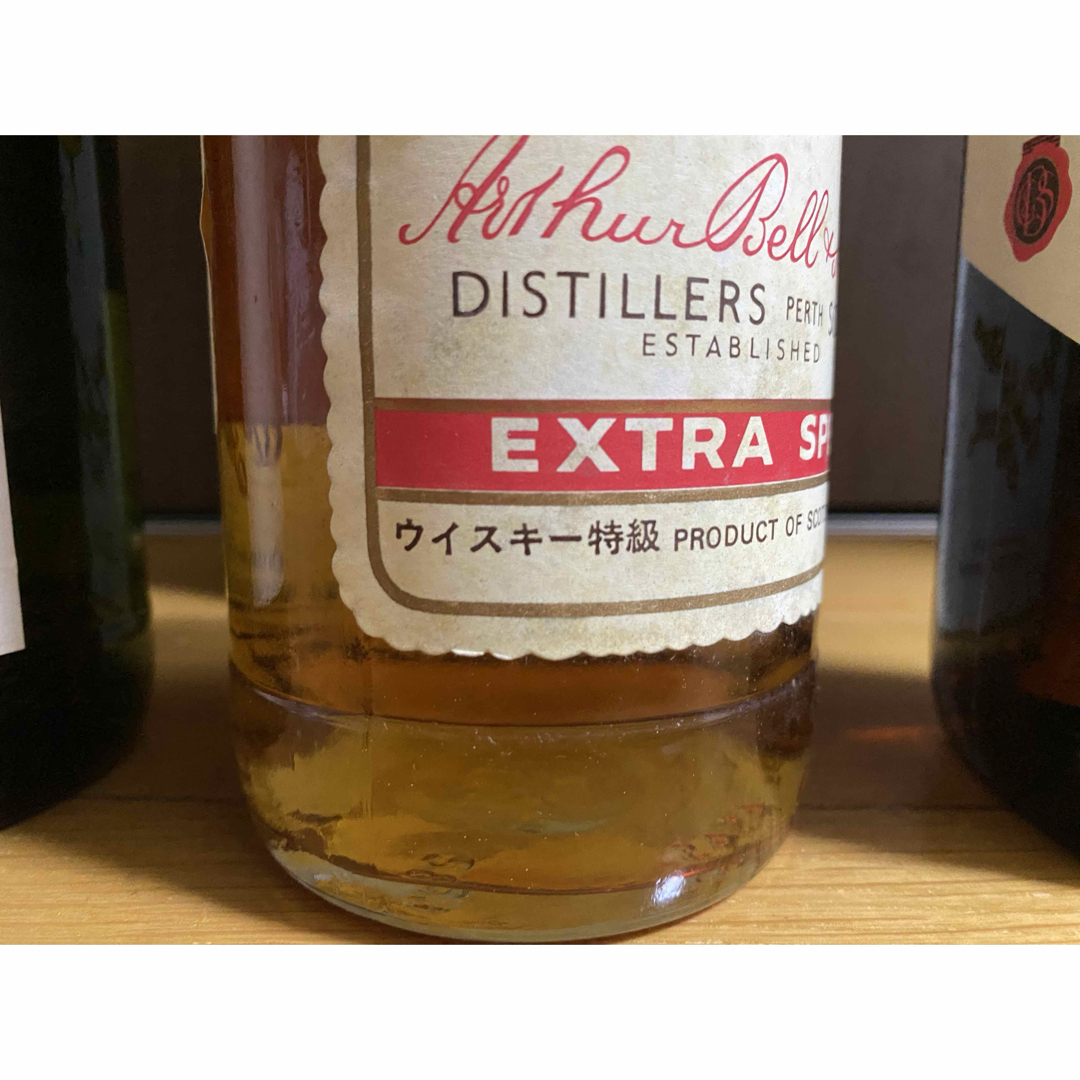 Arthur Bell &
DISTILLERS PERTH
ESTABLISHED
EXTRA
ウイスキー特級 PRODUCT OF